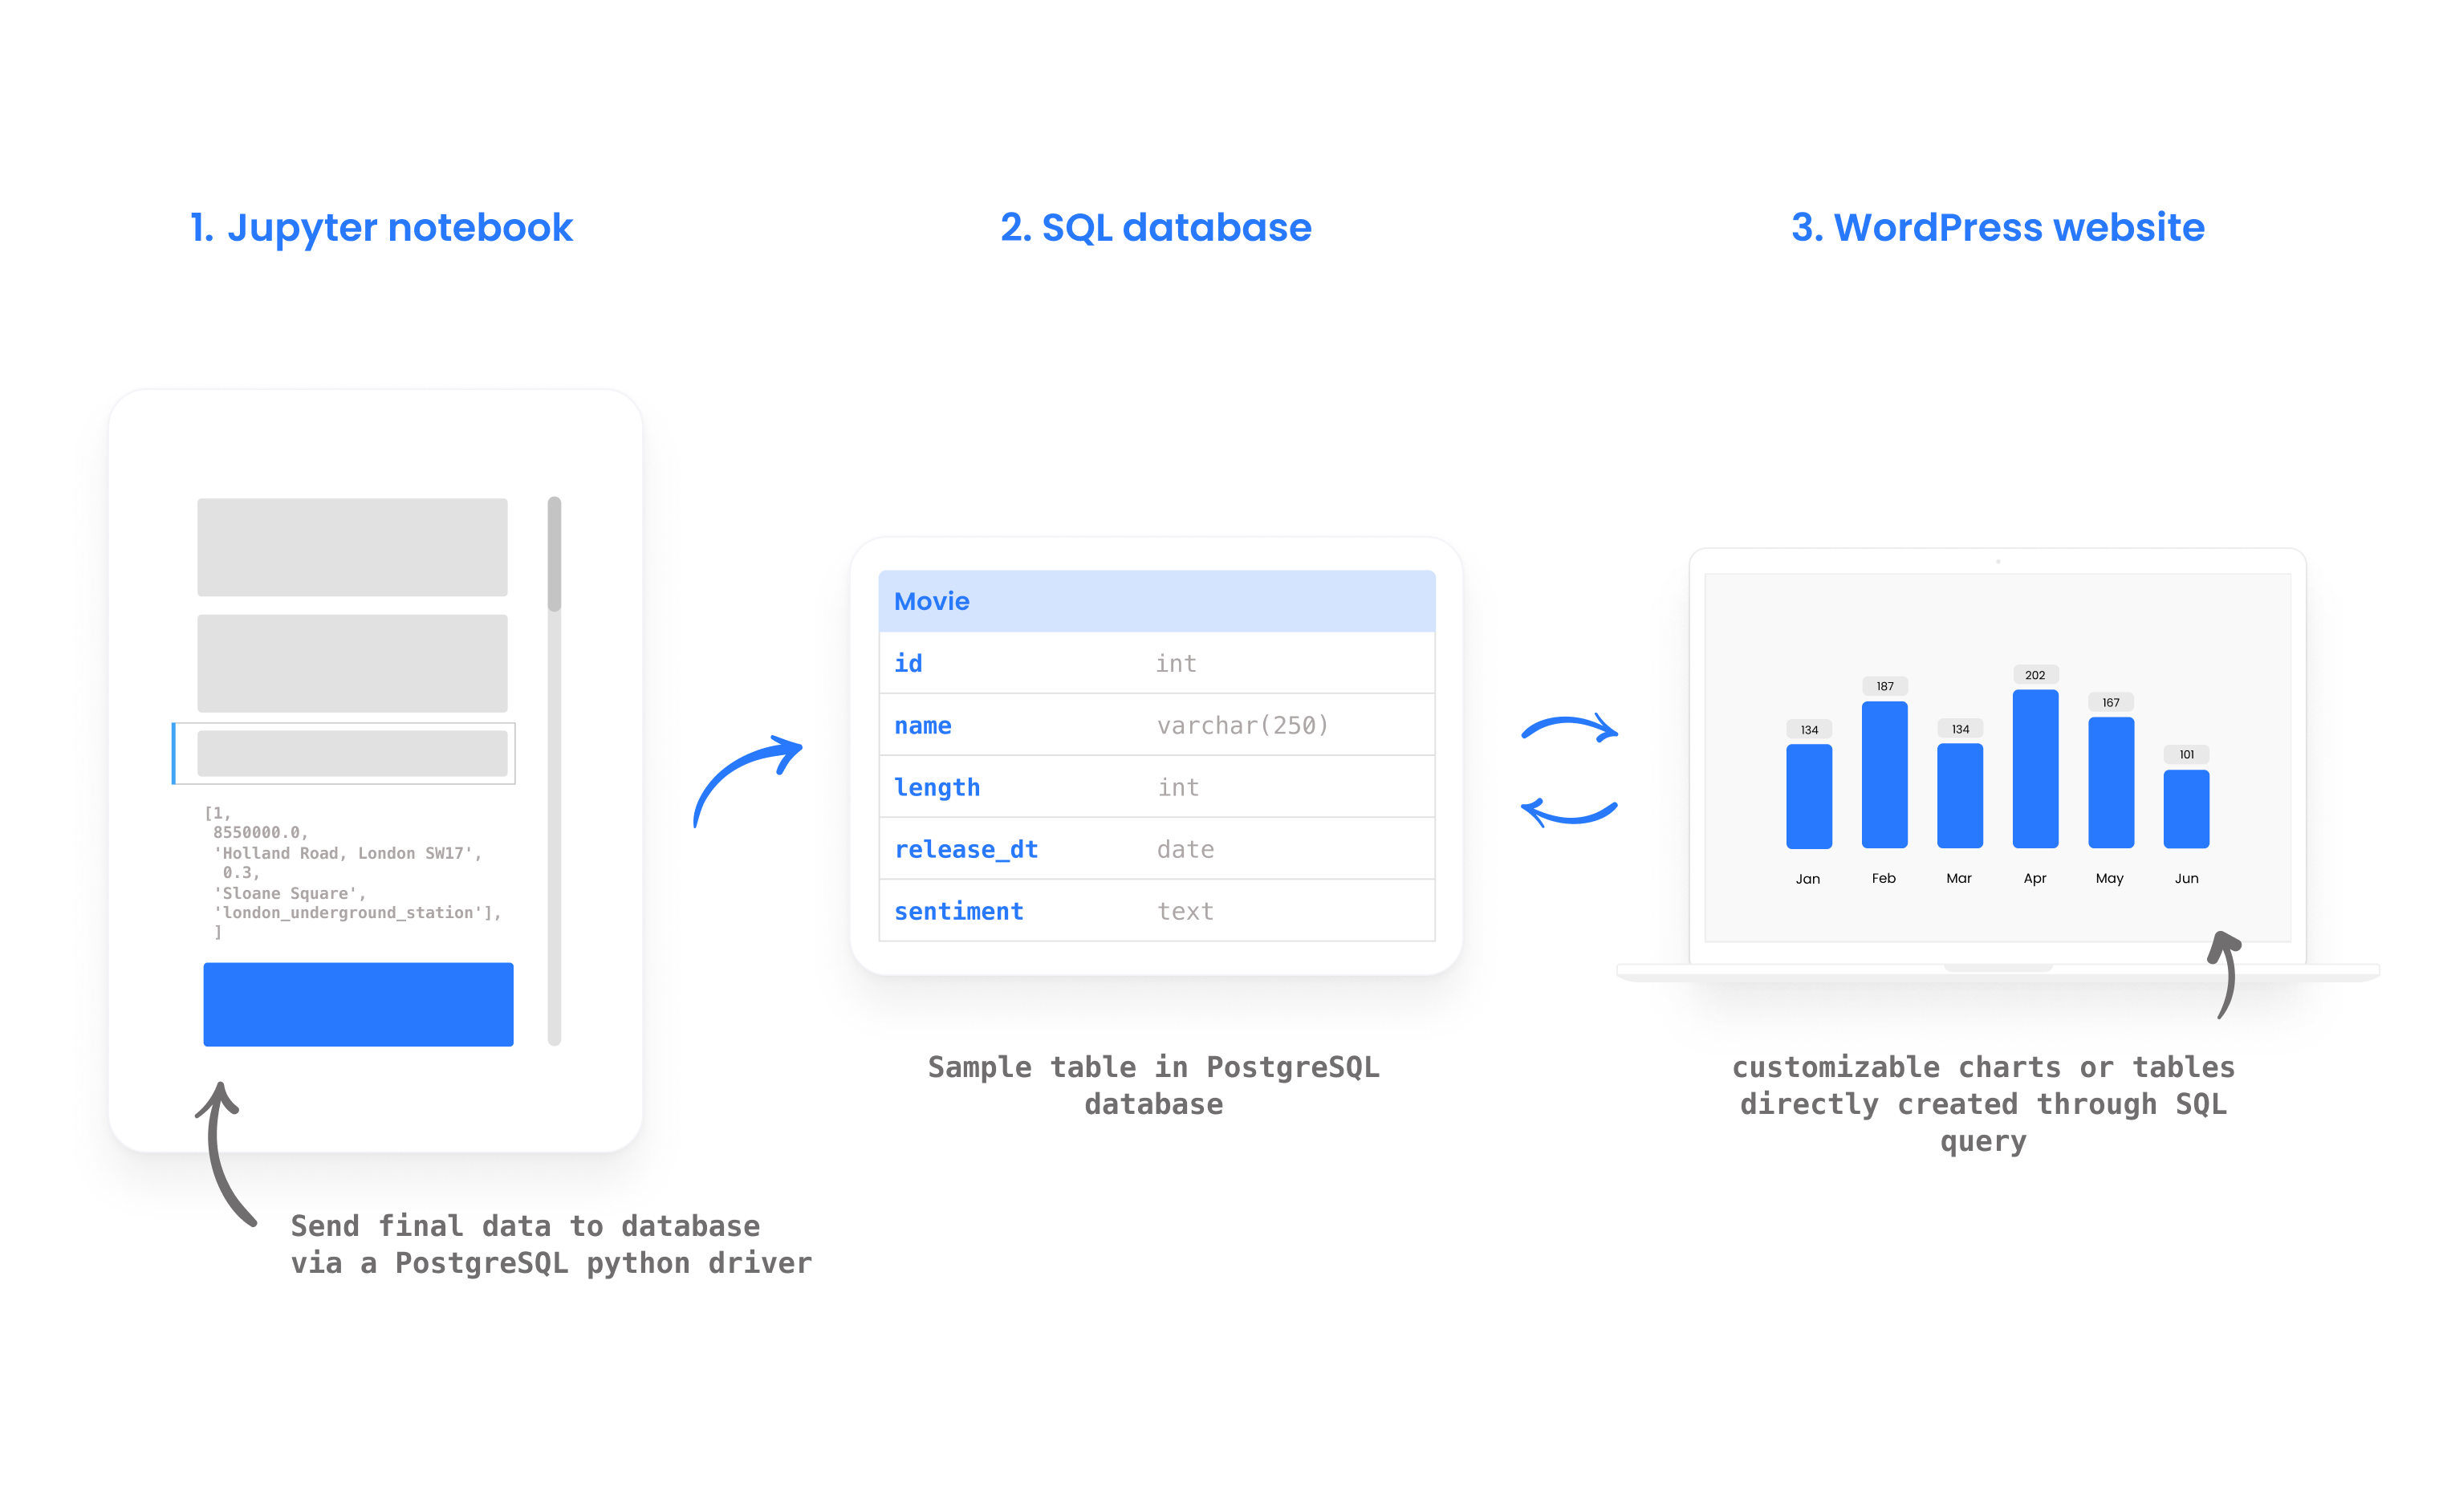 1. Jupyter notebook
2. SQL database
3. WordPress website
[1,
8550000.0,
'Holland Road, London SW17',
0.3,
'Sloane Square',
'london_underground_station'],
]
Send final data to database
via a PostgreSQL python driver
Movie
id int
name varchar(250)
length int
release_dt date
sentiment text
Sample table in PostgreSQL
database
134
187
134
202
167
101
Jan
Feb
Mar
Apr
May
Jun
customizable charts or tables
directly created through SQL
query